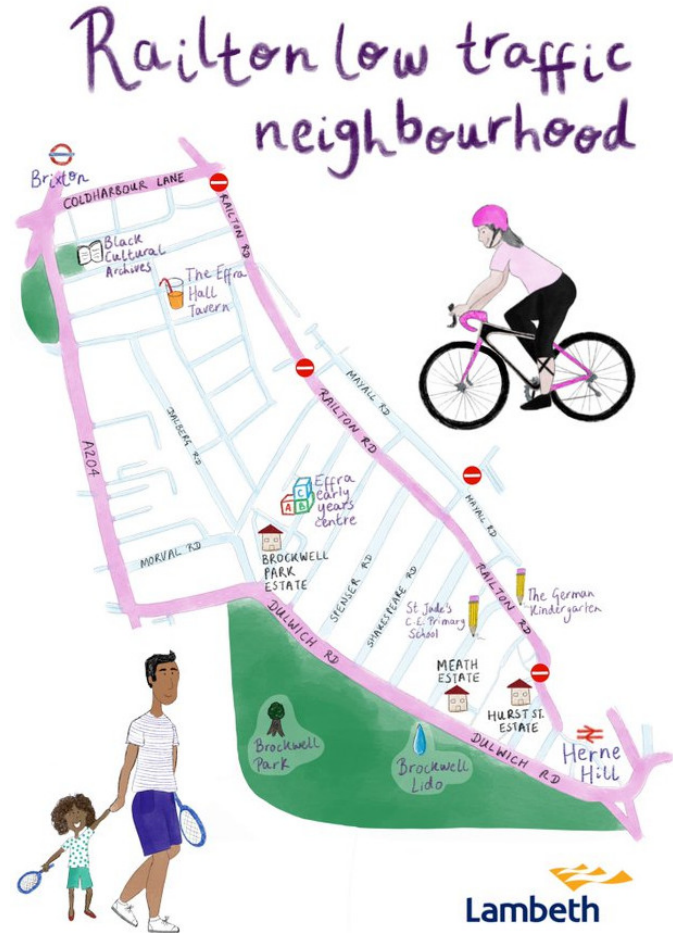 Railton low traffic
neighbourhood
Brixton
COLDHARBOUR LANE
RAILTON RD
Black
Cultural
Archives
The Effra
Hall
Tavern
MAYALL RD
RAILTON RD
DALBERG RD
A204
Effra
early
years
centre
C
A B
MAYALL RD
MORVAL RD
BROCKWELL
PARK
ESTATE
SPENSER RD
SHAKESPEARE RD
RAILTON RD
The German
Kindergarten
St Jude's
C.E. Primary
School
DULWICH RD
MEATH
ESTATE
HURST ST.
ESTATE
Brockwell
Park
Brockwell
Lido
DULWICH RD
Herne
Hill
Lambeth